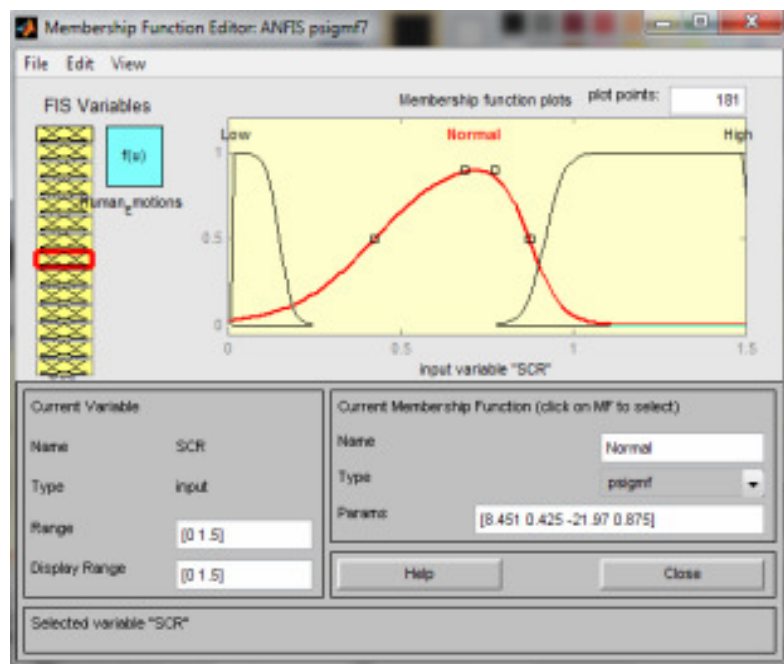 Membership Function Editor: ANFIS psigmf7
File Edit View
FIS Variables
f(u)
Human_Emotions
Membership function plots plot points: 181
Low Normal High
1
0.5
0
0 0.5 1 1.5
input variable "SCR"
Current Variable
Name SCR
Type input
Range [0 1.5]
Display Range [0 1.5]
Current Membership Function (click on MF to select)
Name Normal
Type psigmf
Params [8.451 0.425 -21.97 0.875]
Help Close
Selected variable "SCR"